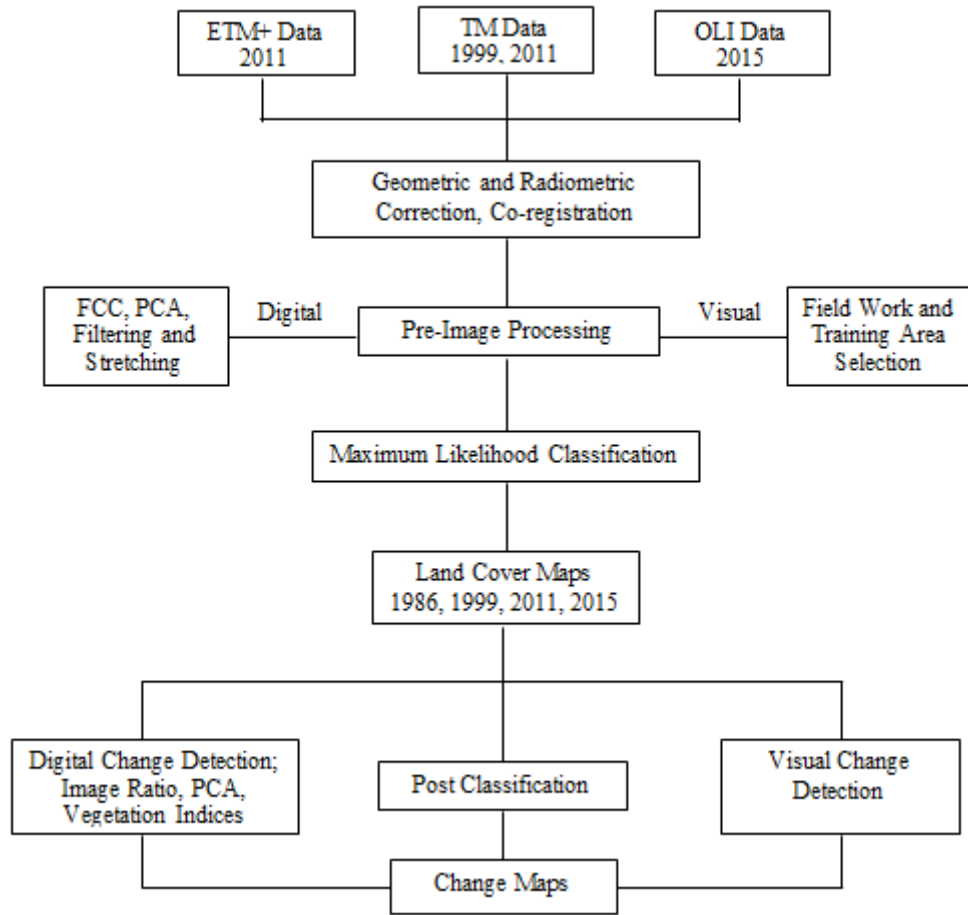 ETM+ Data
2011
TM Data
1999, 2011
OLI Data
2015
Geometric and Radiometric
Correction, Co-registration
FCC, PCA,
Filtering and
Stretching
Digital
Pre-Image Processing
Visual
Field Work and
Training Area
Selection
Maximum Likelihood Classification
Land Cover Maps
1986, 1999, 2011, 2015
Digital Change Detection;
Image Ratio, PCA,
Vegetation Indices
Post Classification
Visual Change
Detection
Change Maps